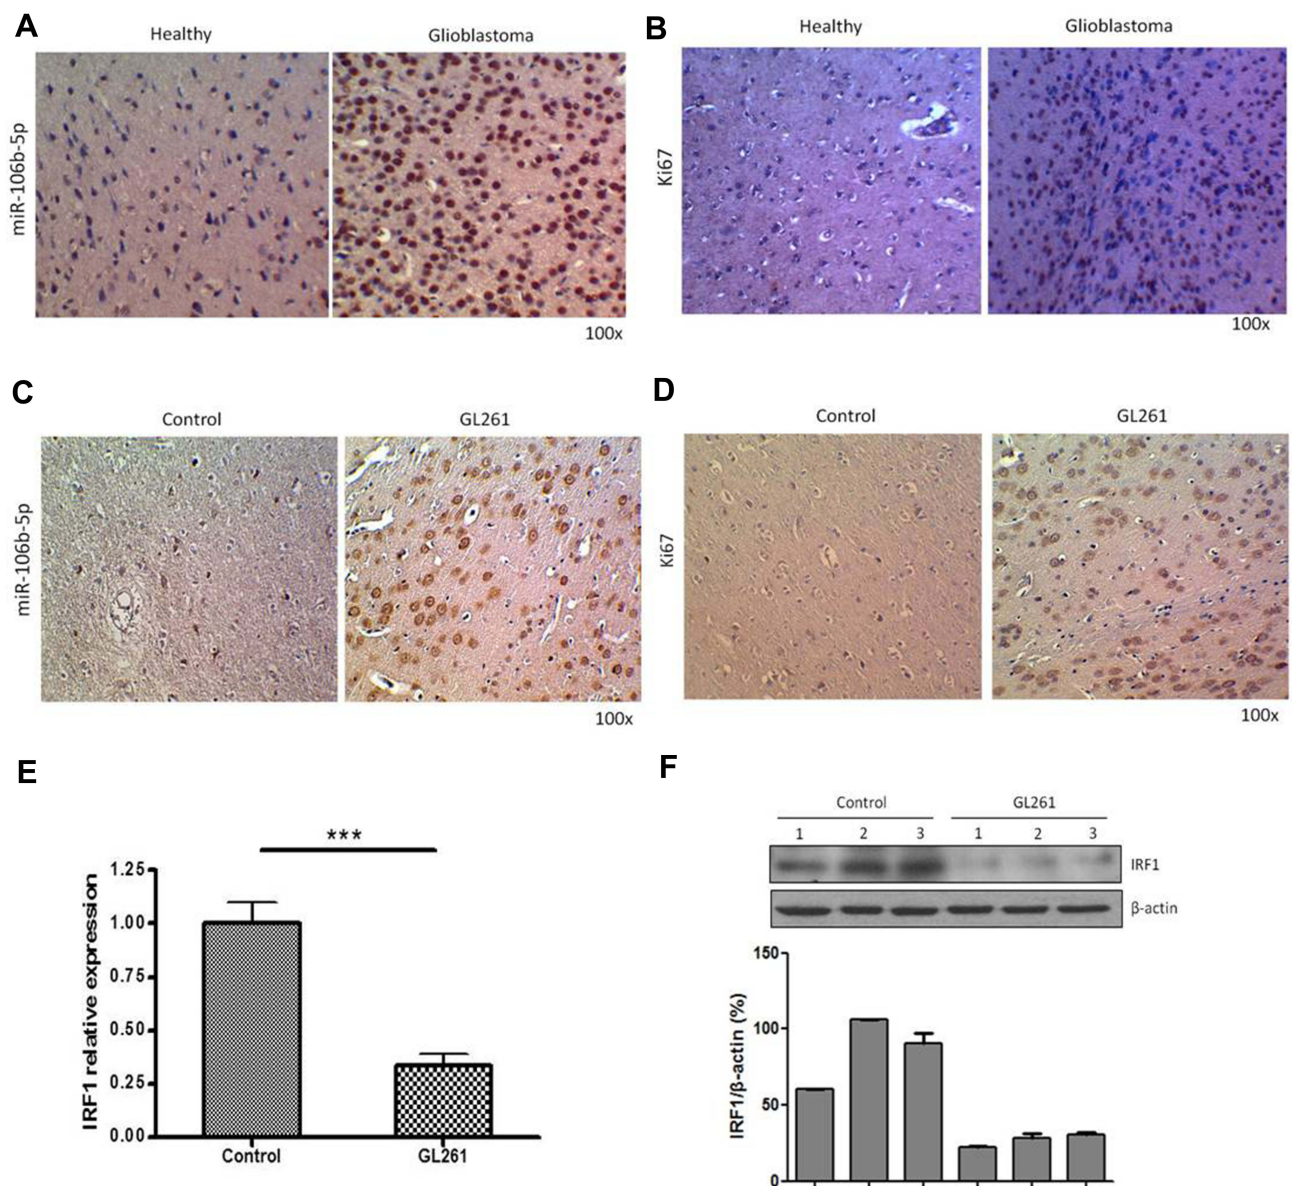 A
Healthy
Glioblastoma
miR-106b-5p
100x
B
Healthy
Glioblastoma
Ki67
100x
C
Control
GL261
miR-106b-5p
100x
D
Control
GL261
Ki67
100x
E
***
IRF1 relative expression
1.25
1.00
0.75
0.50
0.25
0.00
Control
GL261
F
Control
GL261
1 2 3 1 2 3
IRF1
β-actin
IRF1/β-actin (%)
150
100
50
0